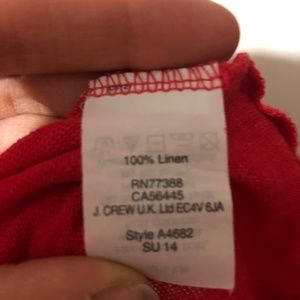 100% Linen
RN77388
CA56445
J. CREW U.K. Ltd EC4V 6JA
Style A4682
SU 14